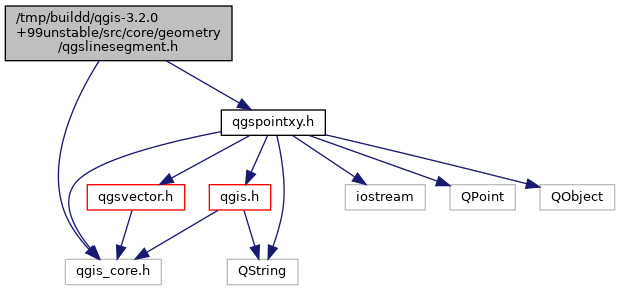 /tmp/buildd/qgis-3.2.0
+99unstable/src/core/geometry
/qgslinesegment.h
qgspointxy.h
qgsvector.h
qgis.h
iostream
QPoint
QObject
qgis_core.h
QString